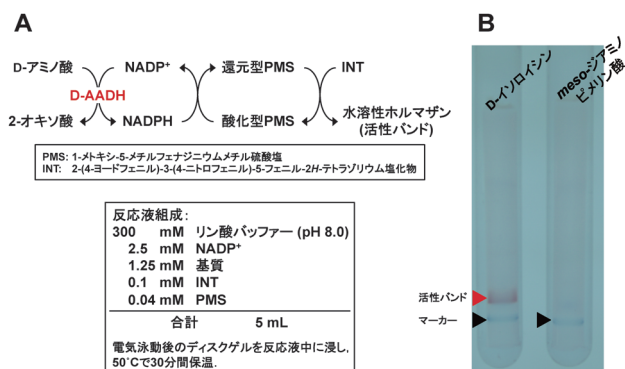 A
D-アミノ酸 NADP⁺ 還元型PMS INT
D-AADH
2-オキソ酸 NADPH 酸化型PMS 水溶性ホルマザン
(活性バンド)
PMS: 1-メトキシ-5-メチルフェナジニウムメチル硫酸塩
INT: 2-(4-ヨードフェニル)-3-(4-ニトロフェニル)-5-フェニル-2H-テトラゾリウム塩化物
反応液組成:
300 mM リン酸バッファー (pH 8.0)
2.5 mM NADP⁺
1.25 mM 基質
0.1 mM INT
0.04 mM PMS
合計 5 mL
電気泳動後のディスクゲルを反応液中に浸し,
50˚Cで30分間保温.
B
D-イソロイシン
meso-ジアミノ
ピメリン酸
活性バンド
マーカー